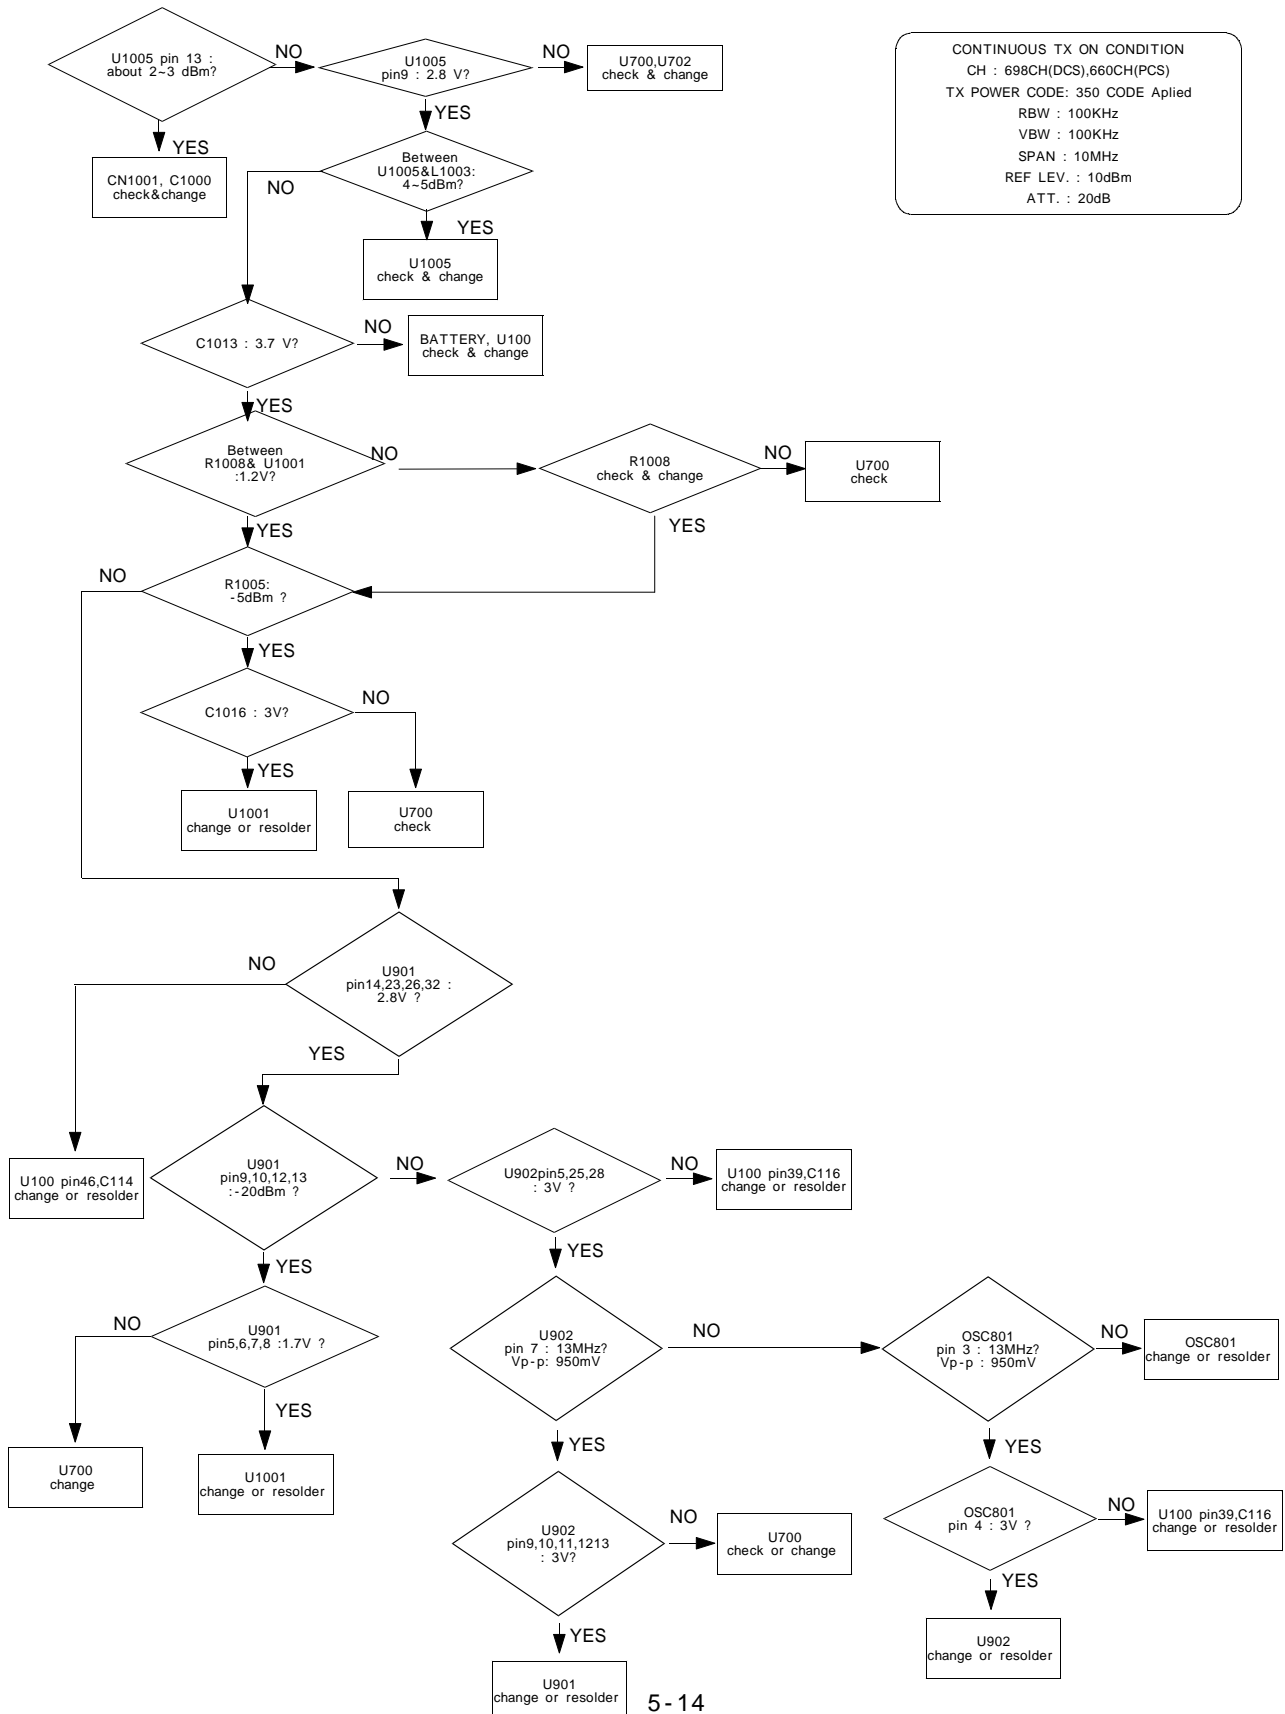 U1005 pin 13 :
about 2~3 dBm?
NO
U1005
pin9 : 2.8 V?
NO
U700,U702
check & change
CONTINUOUS TX ON CONDITION
CH : 698CH(DCS),660CH(PCS)
TX POWER CODE: 350 CODE Aplied
RBW : 100KHz
VBW : 100KHz
SPAN : 10MHz
REF LEV. : 10dBm
ATT. : 20dB
YES
YES
CN1001, C1000
check&change
NO
Between
U1005&L1003:
4~5dBm?
YES
U1005
check & change
C1013 : 3.7 V?
NO
BATTERY, U100
check & change
YES
Between
R1008& U1001
:1.2V?
NO
R1008
check & change
NO
U700
check
YES
YES
NO
R1005:
-5dBm ?
YES
C1016 : 3V?
NO
YES
U1001
change or resolder
U700
check
NO
U901
pin14,23,26,32 :
2.8V ?
YES
U100 pin46,C114
change or resolder
U901
pin9,10,12,13
:-20dBm ?
NO
U902pin5,25,28
: 3V ?
NO
U100 pin39,C116
change or resolder
YES
YES
NO
U901
pin5,6,7,8 :1.7V ?
U902
pin 7 : 13MHz?
Vp-p: 950mV
NO
OSC801
pin 3 : 13MHz?
Vp-p : 950mV
NO
OSC801
change or resolder
YES
YES
YES
U700
change
U1001
change or resolder
U902
pin9,10,11,1213
: 3V?
NO
U700
check or change
OSC801
pin 4 : 3V ?
NO
U100 pin39,C116
change or resolder
YES
YES
U902
change or resolder
U901
change or resolder
5-14